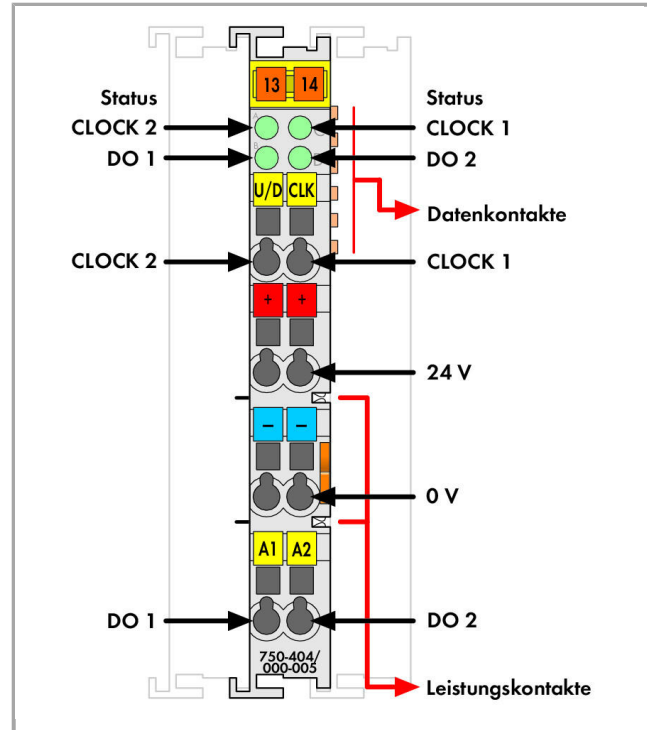 13 14
Status Status
A C
CLOCK 2 CLOCK 1
B D
DO 1 DO 2
U/D CLK
Datenkontakte
CLOCK 2 CLOCK 1
+ +
24 V
− −
0 V
A1 A2
DO 1 DO 2
750-404/
000-005
Leistungskontakte